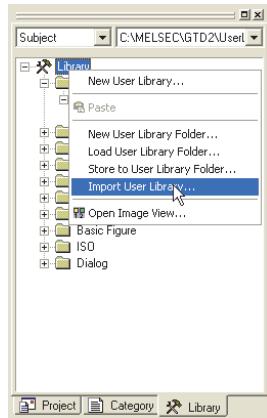 Subject
C:\MELSEC\GTD2\UserL
Library
New User Library...
Paste
New User Library Folder...
Load User Library Folder...
Store to User Library Folder...
Import User Library...
Open Image View...
Basic Figure
ISO
Dialog
Project Category Library